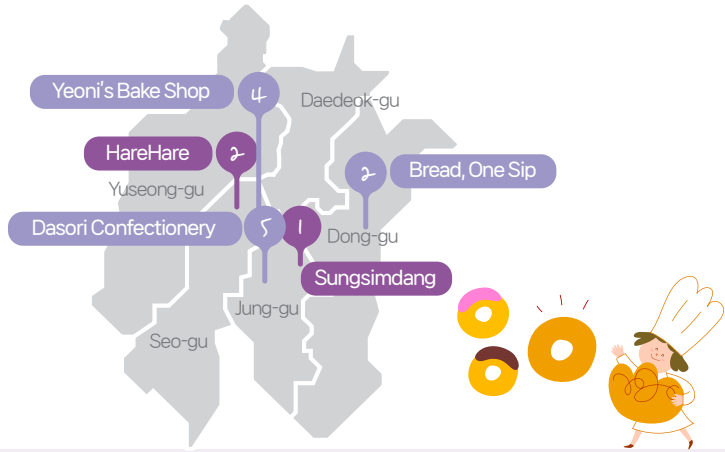 Yeoni's Bake Shop
4
Daedeok-gu
HareHare
2
Bread, One Sip
2
Yuseong-gu
Dasori Confectionery
5
1
Dong-gu
Sungsimdang
Jung-gu
Seo-gu